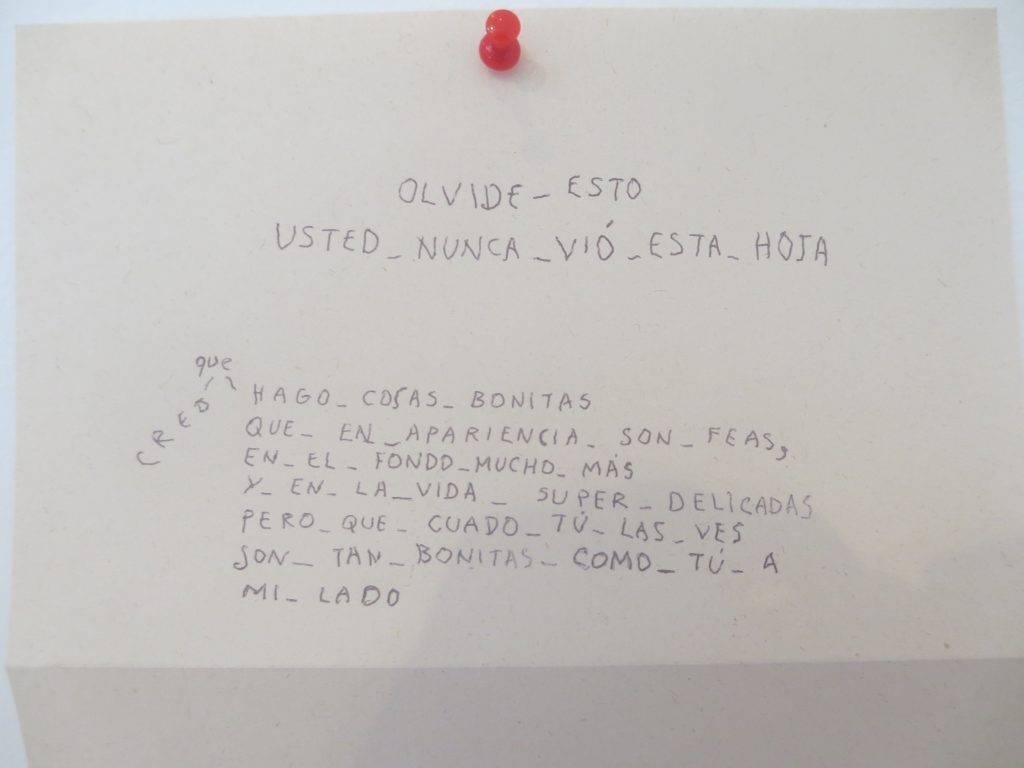 OLVIDE_ESTO
USTED_NUNCA_VIÓ_ESTA_HOJA
CREO que
HAGO_COSAS_BONITAS
QUE_EN_APARIENCIA_SON_FEAS,
EN_EL_FONDO_MUCHO_MÁS
Y_EN_LA_VIDA_SUPER_DELICADAS
PERO_QUE_CUADO_TÚ_LAS_VES
SON_TAN_BONITAS_COMO_TÚ_A
MI_LADO